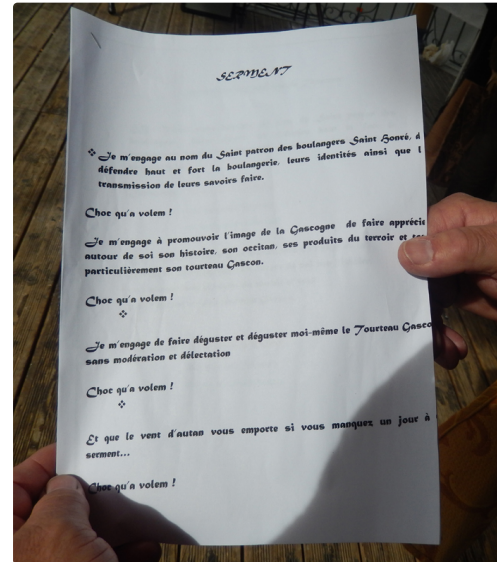 SERMENT
❖ Je m'engage au nom du Saint patron des boulangers Saint Honré, à
défendre haut et fort la boulangerie, leurs identités ainsi que
transmission de leurs savoirs faire.
Choc qu'a volem !
Je m'engage à promouvoir l'image de la Gascogne de faire apprécie
autour de soi son histoire, son occitan, ses produits du terroir et
particulièrement son tourteau Gascon.
Choc qu'a volem !
❖
Je m'engage de faire déguster et déguster moi-même le Tourteau Gasco
sans modération et délectation
Choc qu'a volem !
❖
Et que le vent d'autan vous emporte si vous manquez un jour à
serment...
Choc qu'a volem !